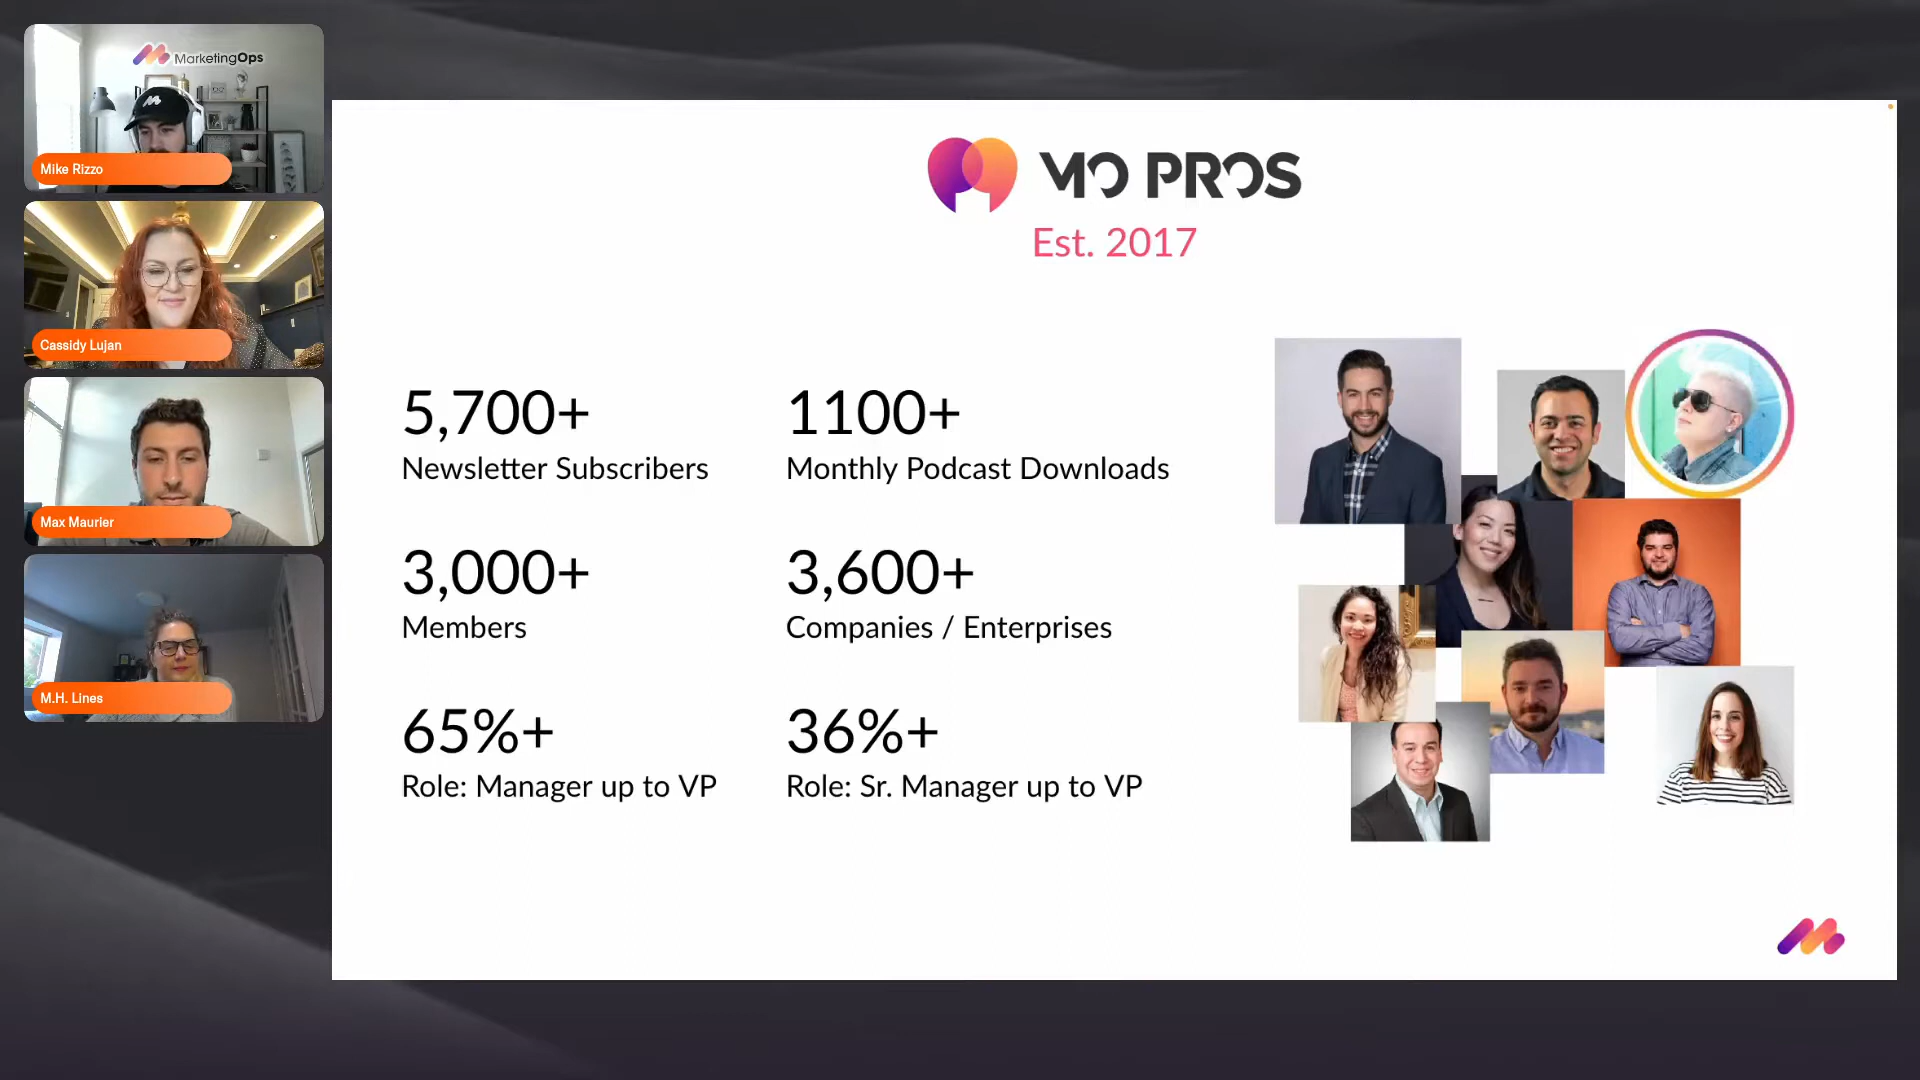 MarketingOps
Mike Rizzo
Cassidy Lujan
Max Maurier
M.H. Lines
MO PROS
Est. 2017
5,700+
Newsletter Subscribers
1100+
Monthly Podcast Downloads
3,000+
Members
3,600+
Companies / Enterprises
65%+
Role: Manager up to VP
36%+
Role: Sr. Manager up to VP